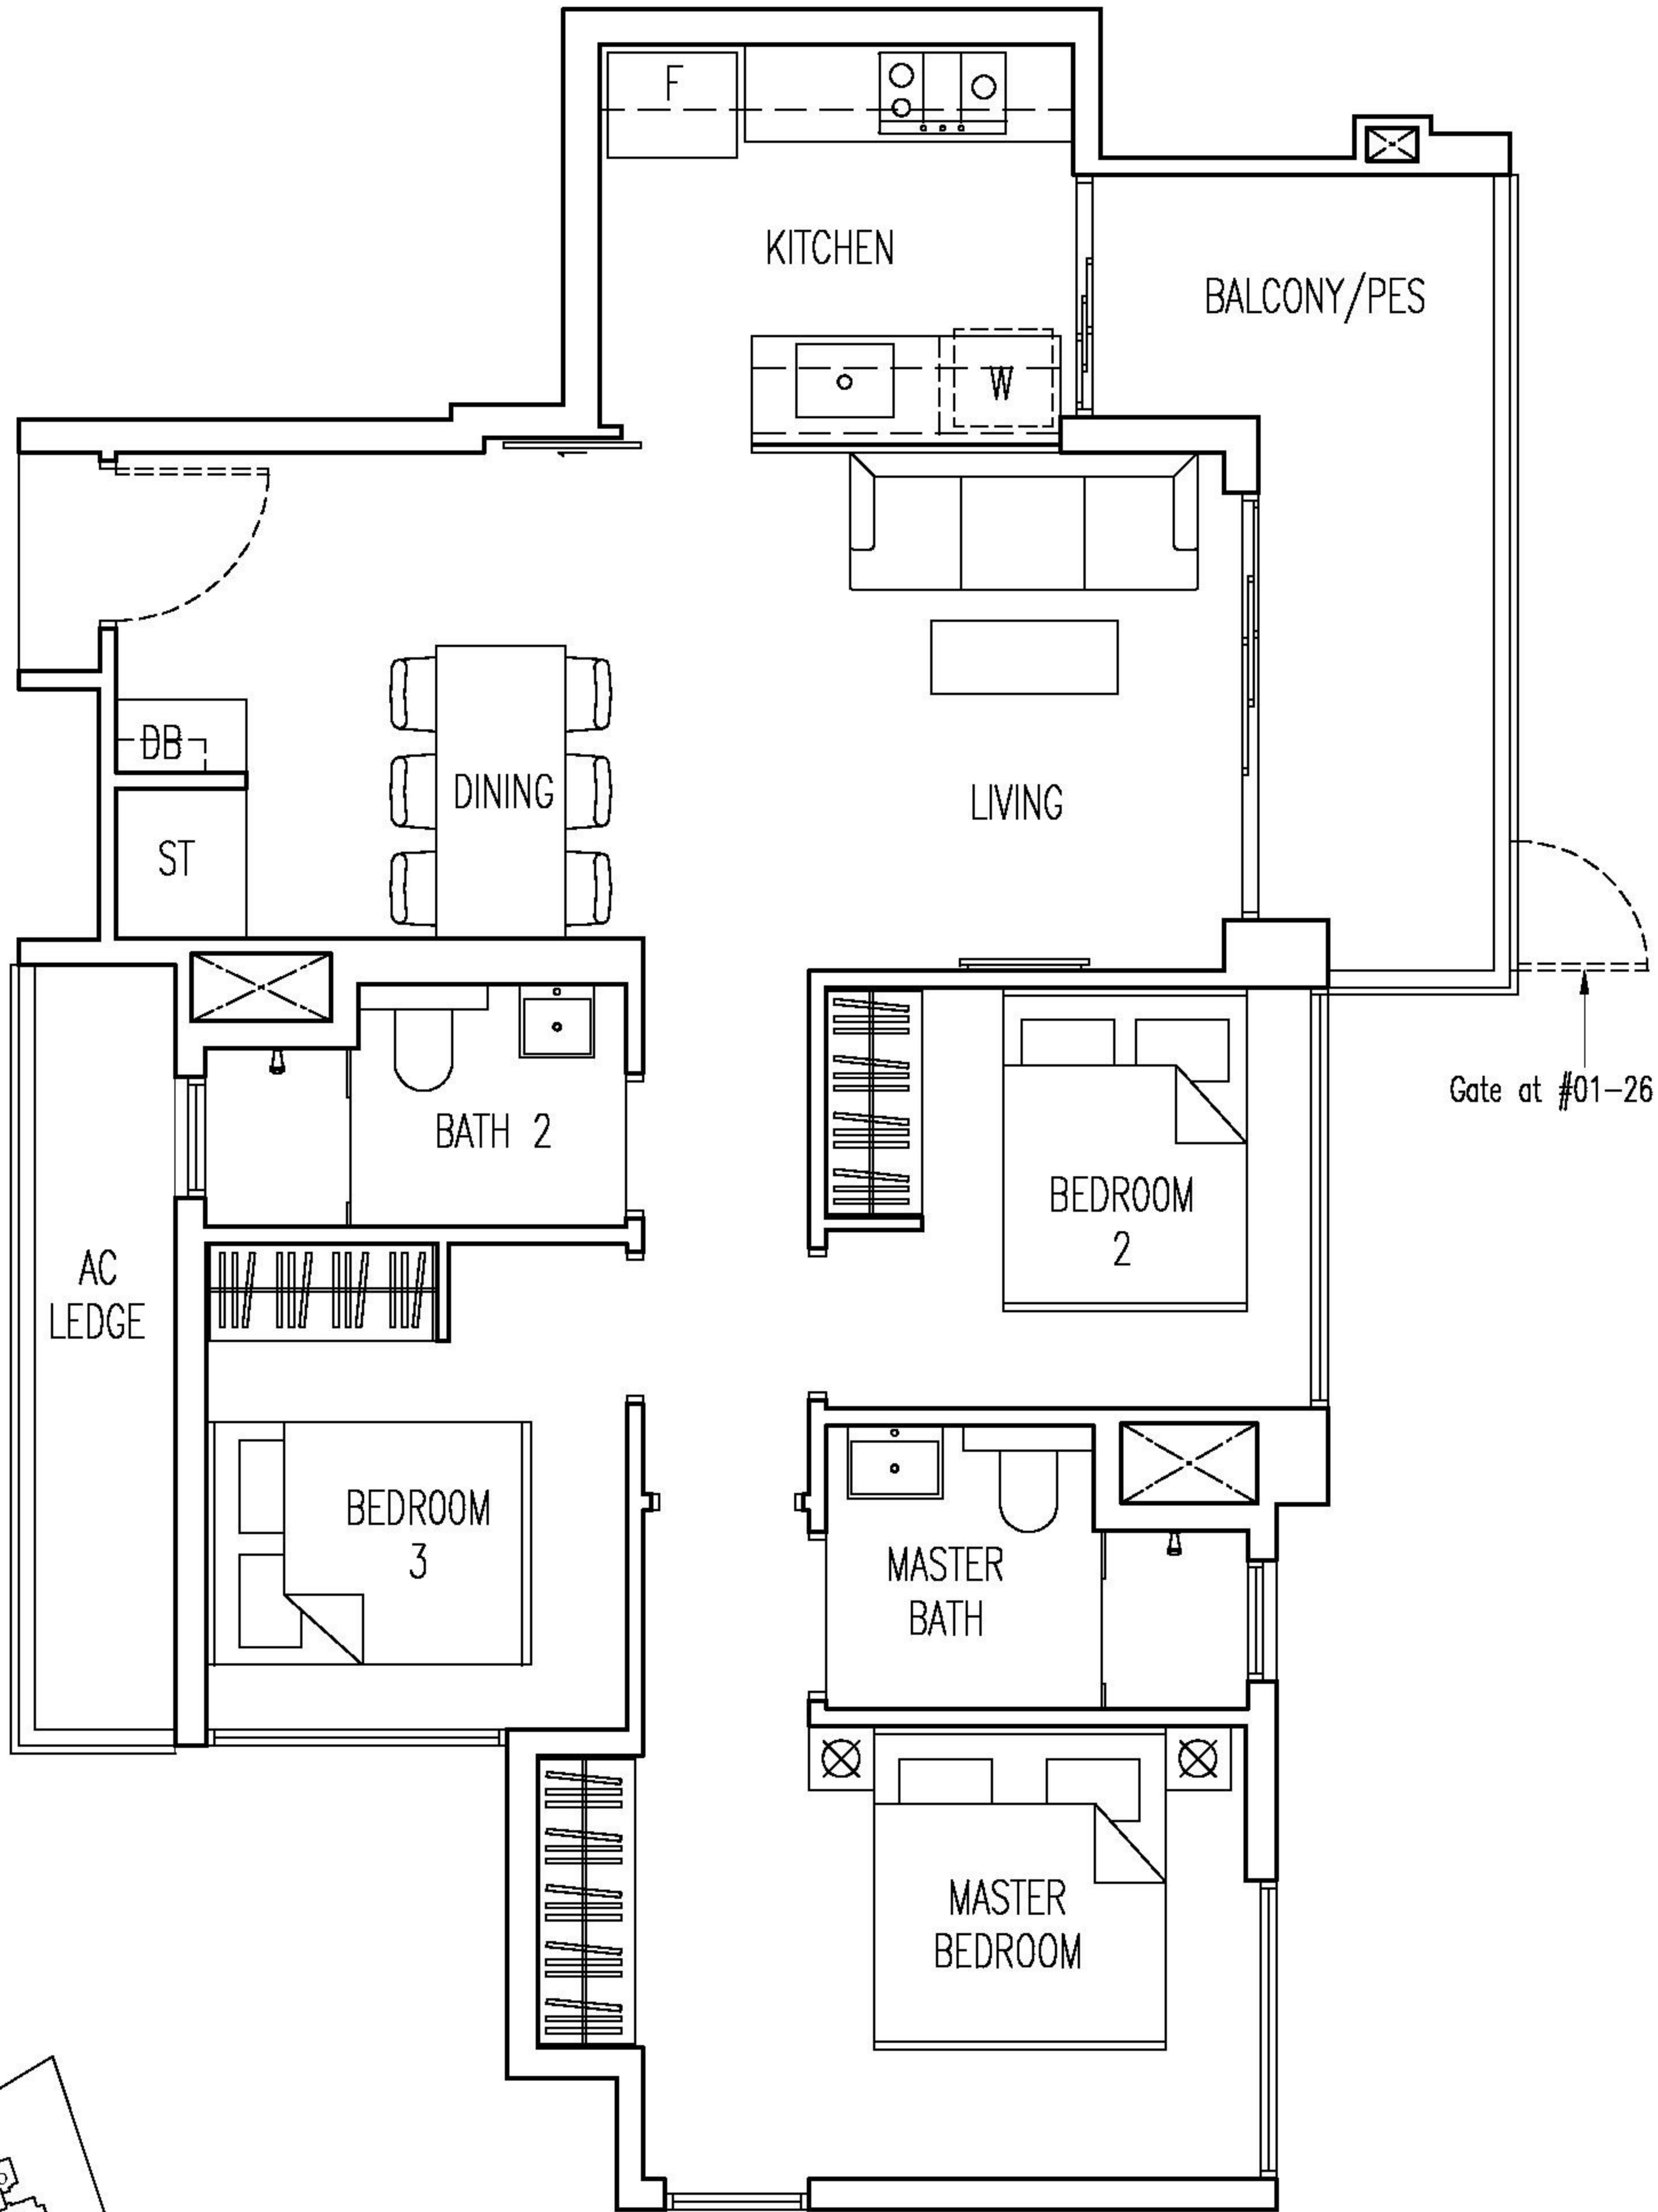 F
KITCHEN
BALCONY/PES
W
DB
DINING
LIVING
ST
Gate at #01-26
BATH 2
BEDROOM
2
AC
LEDGE
BEDROOM
3
MASTER
BATH
MASTER
BEDROOM